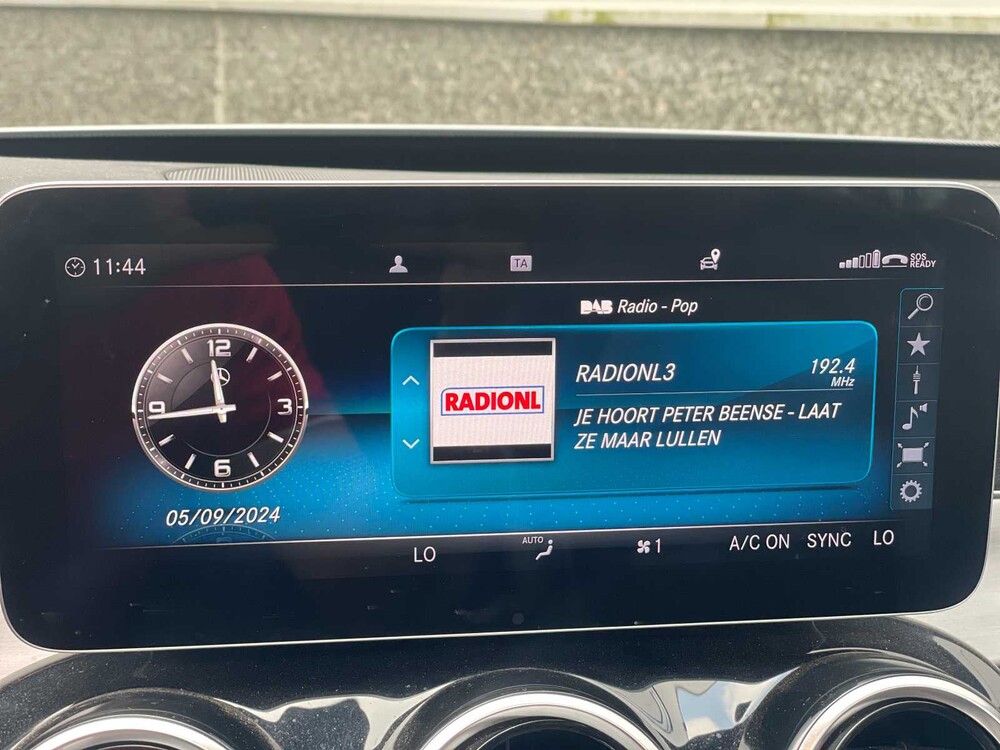 11:44
TA
SOS
READY
DAB Radio - Pop
12
9
3
6
RADIONL
RADIONL3
192.4
MHz
JE HOORT PETER BEENSE - LAAT
ZE MAAR LULLEN
05/09/2024
LO
AUTO
1
A/C ON
SYNC
LO